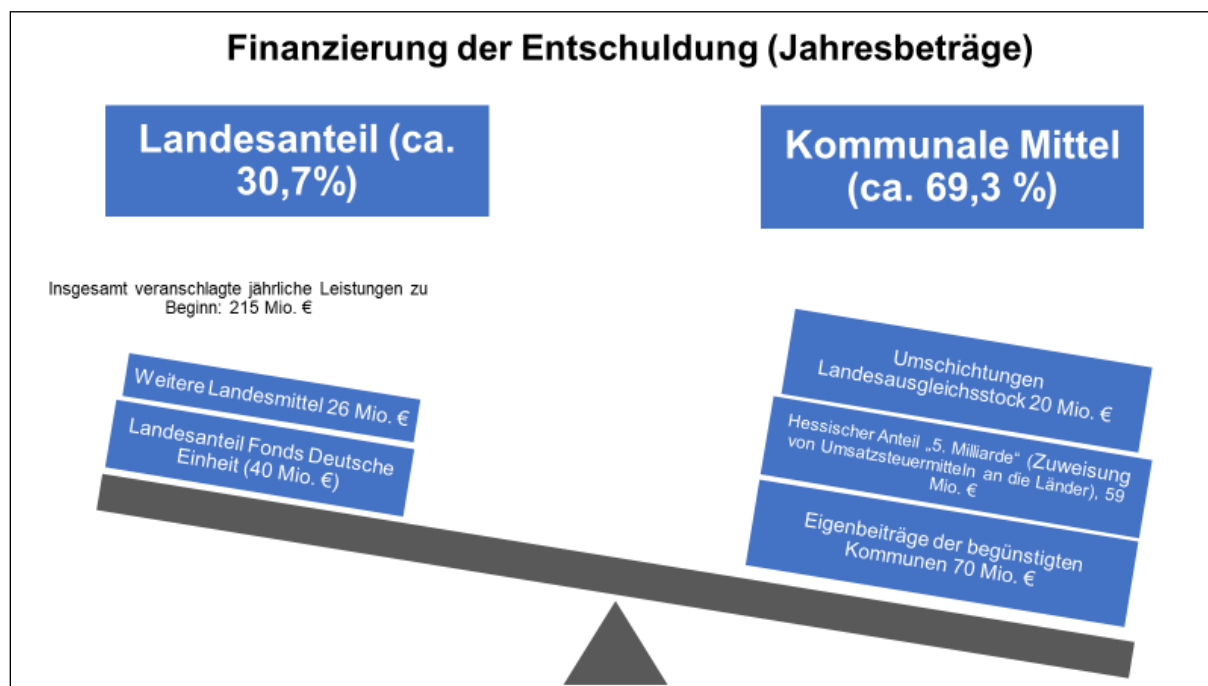 Finanzierung der Entschuldung (Jahresbeträge)
Landesanteil (ca.
30,7%)
Kommunale Mittel
(ca. 69,3 %)
Insgesamt veranschlagte jährliche Leistungen zu
Beginn: 215 Mio. €
Weitere Landesmittel 26 Mio. €
Landesanteil Fonds Deutsche
Einheit (40 Mio. €)
Umschichtungen
Landesausgleichsstock 20 Mio. €
Hessischer Anteil „5. Milliarde“ (Zuweisung
von Umsatzsteuermitteln an die Länder), 59
Mio. €
Eigenbeiträge der begünstigten
Kommunen 70 Mio. €